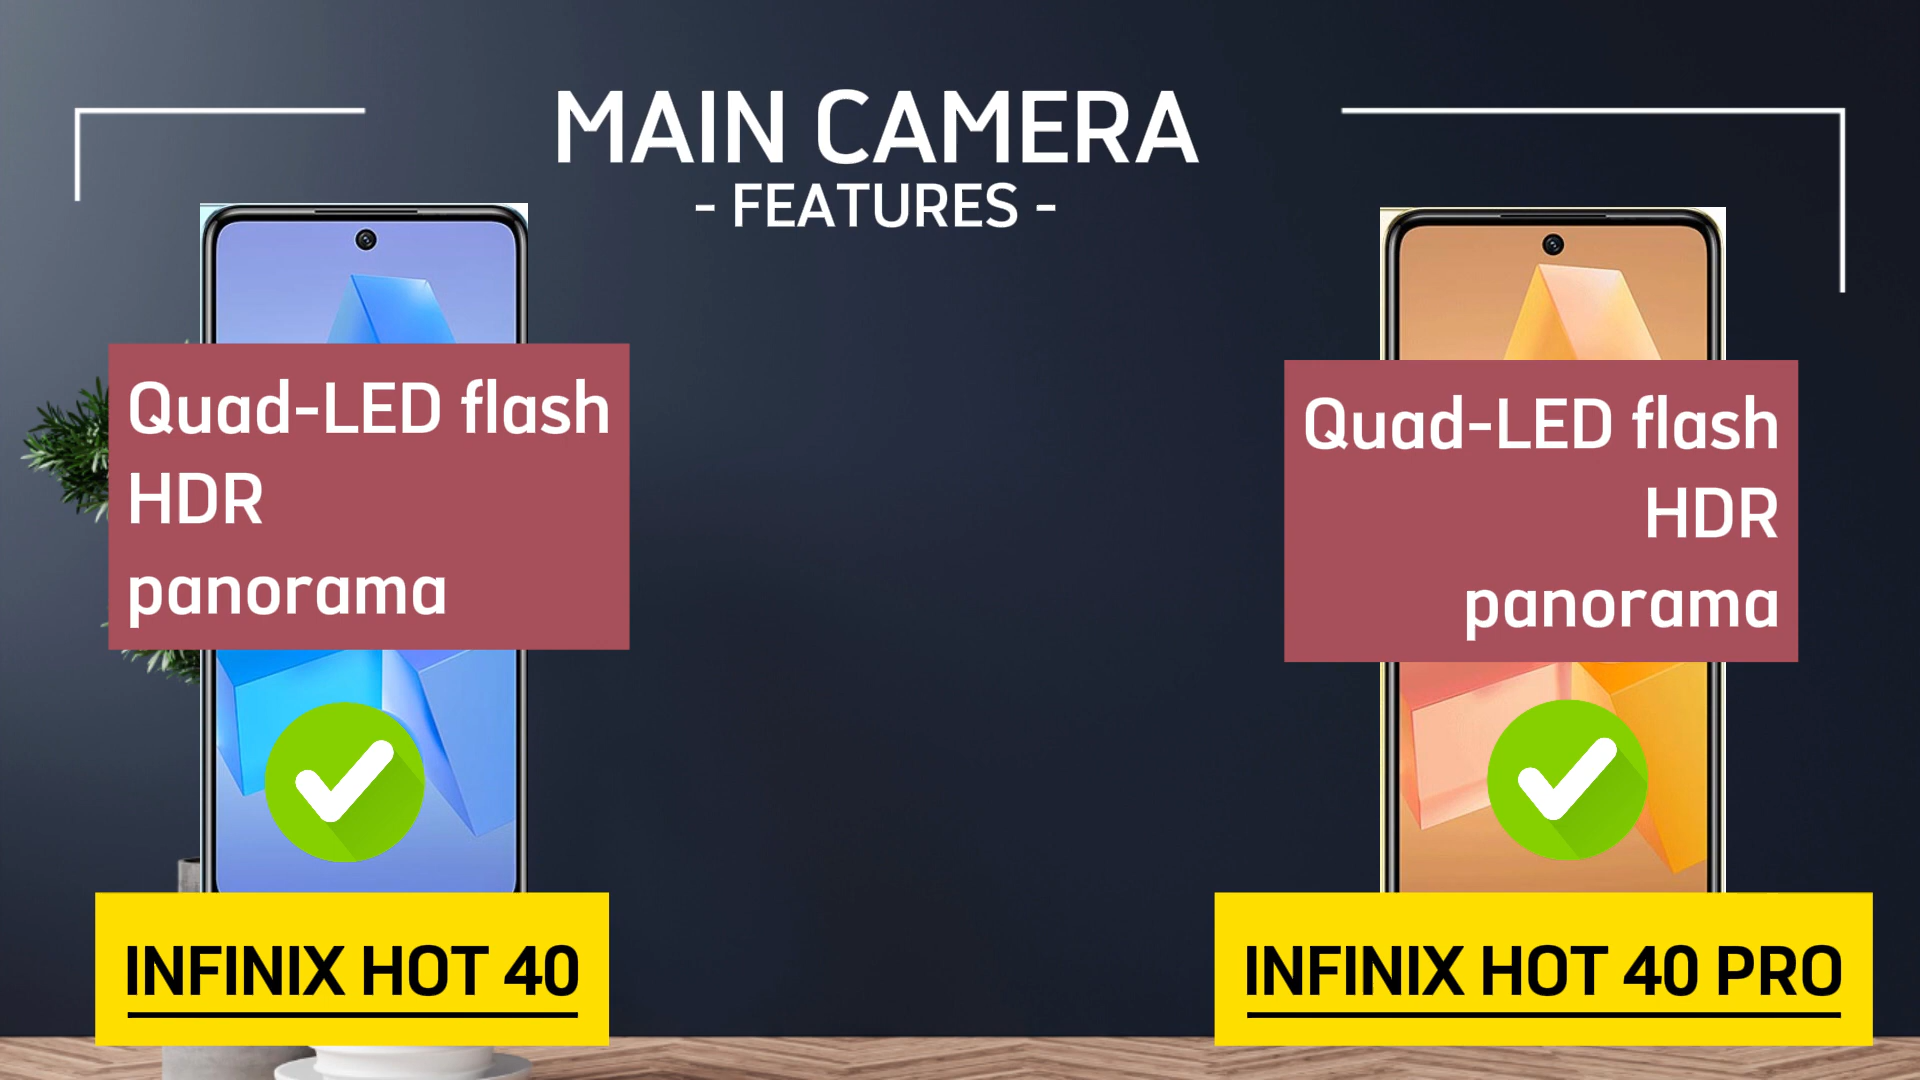 MAIN CAMERA
- FEATURES -
Quad-LED flash
HDR
panorama
INFINIX HOT 40
Quad-LED flash
HDR
panorama
INFINIX HOT 40 PRO